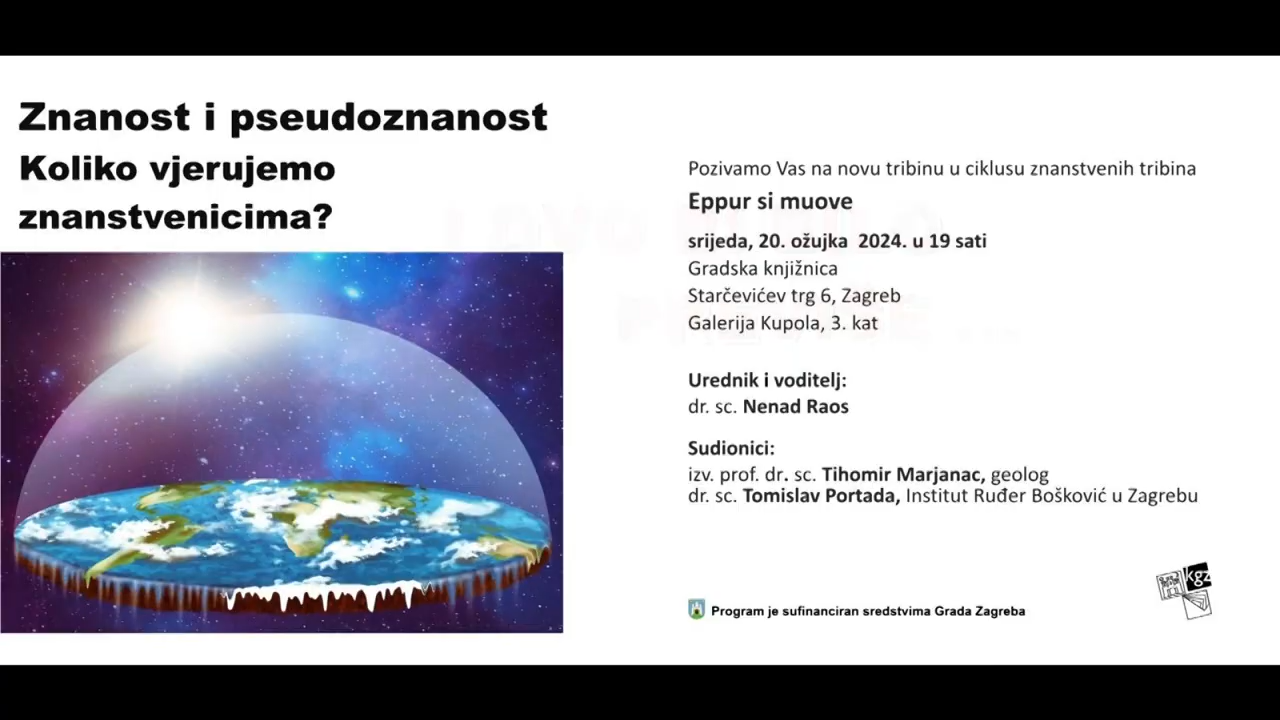 Znanost i pseudoznanost
Koliko vjerujemo
znanstvenicima?
Pozivamo Vas na novu tribinu u ciklusu znanstvenih tribina
Eppur si muove
srijeda, 20. ožujka 2024. u 19 sati
Gradska knjižnica
Starčevićev trg 6, Zagreb
Galerija Kupola, 3. kat
Urednik i voditelj:
dr. sc. Nenad Raos
Sudionici:
izv. prof. dr. sc. Tihomir Marjanac, geolog
dr. sc. Tomislav Portada, Institut Ruđer Bošković u Zagrebu
kgz
Program je sufinanciran sredstvima Grada Zagreba